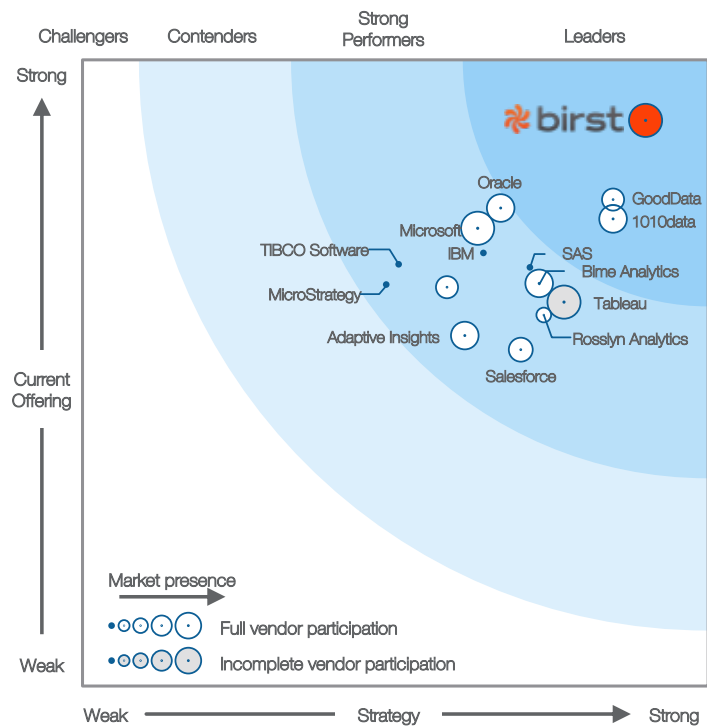 Strong
Challengers Contenders Performers Leaders
Strong
birst
Oracle
GoodData
Microsoft
1010data
TIBCO Software
IBM
SAS
Bime Analytics
MicroStrategy
Tableau
Adaptive Insights
Rosslyn Analytics
Salesforce
Current
Offering
Market presence
Full vendor participation
Weak
Incomplete vendor participation
Weak Strategy Strong